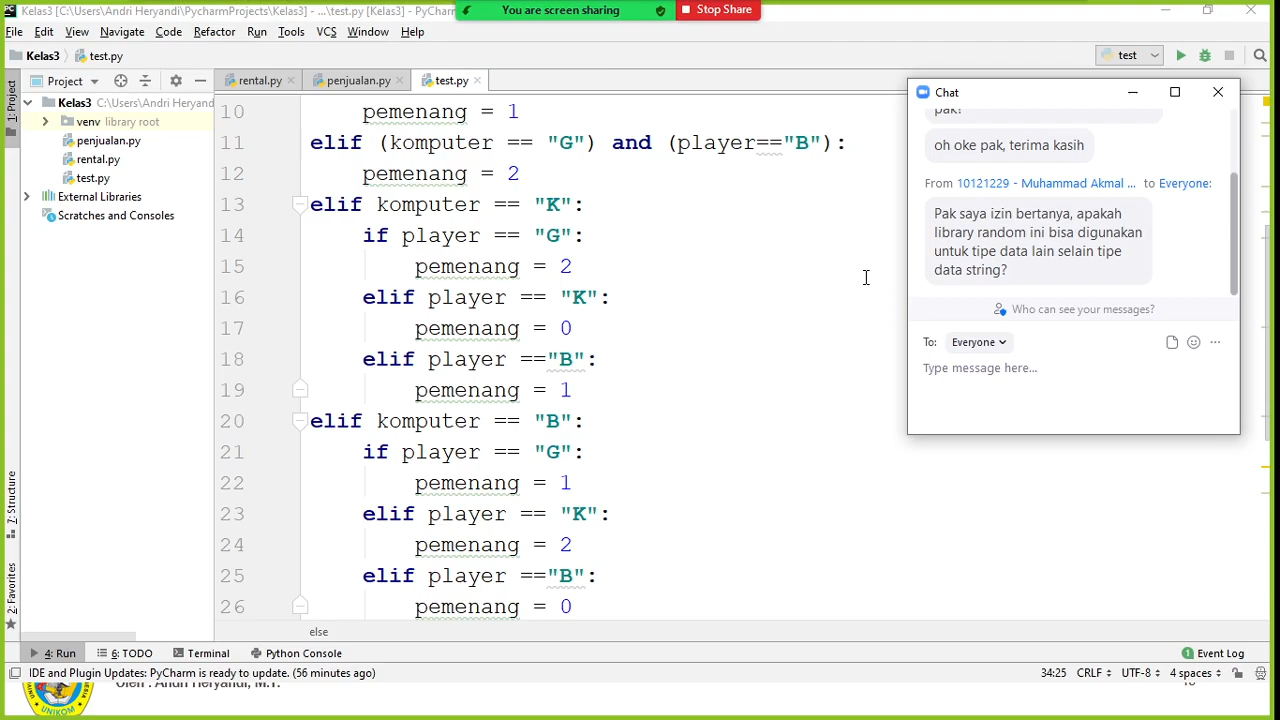 Kelas3 [C:\Users\Andri Heryandi\PycharmProjects\Kelas3] - ...\test.py [Kelas3] - PyChar
You are screen sharing
Stop Share
File Edit View Navigate Code Refactor Run Tools VCS Window Help
Kelas3 test.py
test
1: Project
Project
rental.py
penjualan.py
test.py
Kelas3 C:\Users\Andri Heryand
venv library root
penjualan.py
rental.py
test.py
External Libraries
Scratches and Consoles
7: Structure
2: Favorites
10 pemenang = 1
11 elif (komputer == "G") and (player=="B"):
12 pemenang = 2
13 elif komputer == "K":
14 if player == "G":
15 pemenang = 2
16 elif player == "K":
17 pemenang = 0
18 elif player =="B":
19 pemenang = 1
20 elif komputer == "B":
21 if player == "G":
22 pemenang = 1
23 elif player == "K":
24 pemenang = 2
25 elif player =="B":
26 pemenang = 0
else
Chat
pak?
oh oke pak, terima kasih
From 10121229 - Muhammad Akmal ... to Everyone:
Pak saya izin bertanya, apakah
library random ini bisa digunakan
untuk tipe data lain selain tipe
data string?
Who can see your messages?
To: Everyone
Type message here...
4: Run 6: TODO Terminal Python Console
1 Event Log
IDE and Plugin Updates: PyCharm is ready to update. (56 minutes ago)
34:25 CRLF UTF-8 4 spaces
Oleh : Andri Heryandi, M.T.
UNIKOM